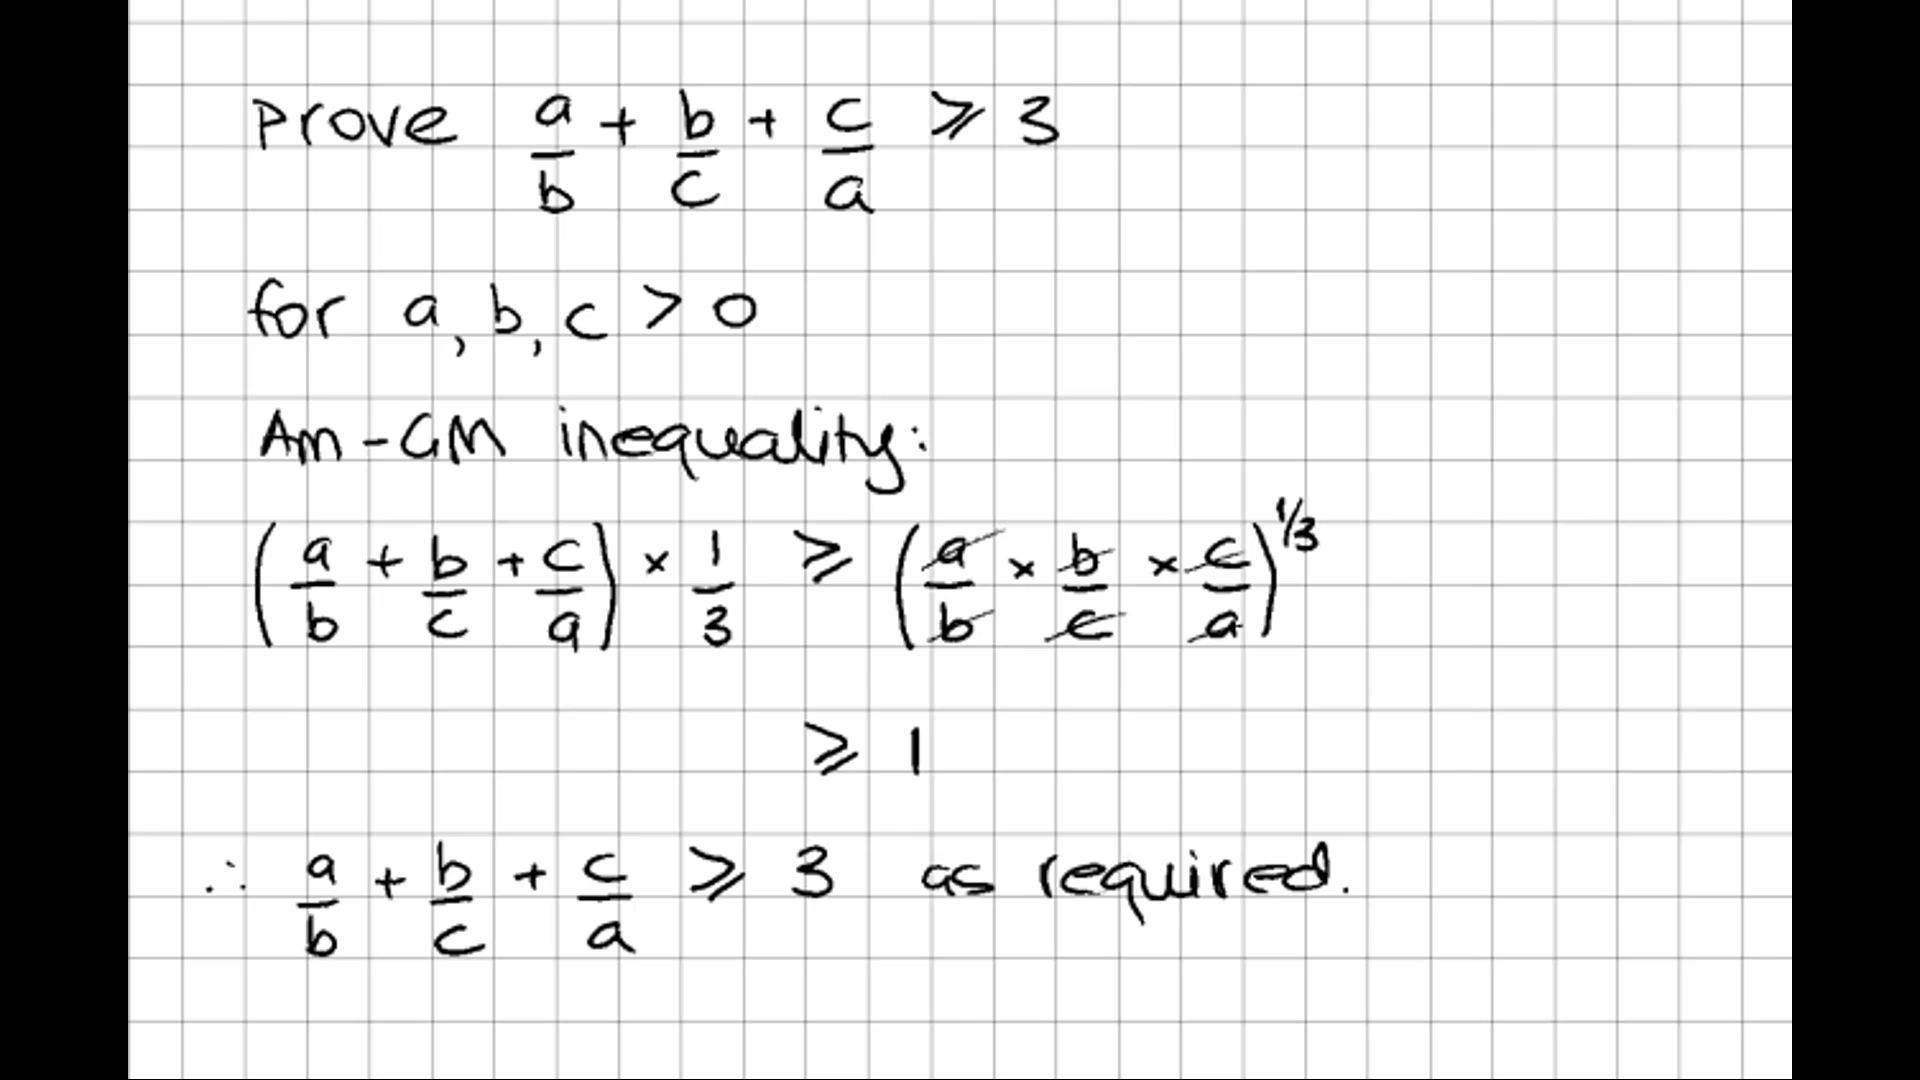 Prove a/b + b/c + c/a ⩾ 3
for a, b, c > 0
AM-GM inequality:
(a/b + b/c + c/a) × 1/3 ⩾ (a/b × b/c × c/a)^1/3
⩾ 1
∴ a/b + b/c + c/a ⩾ 3 as required.